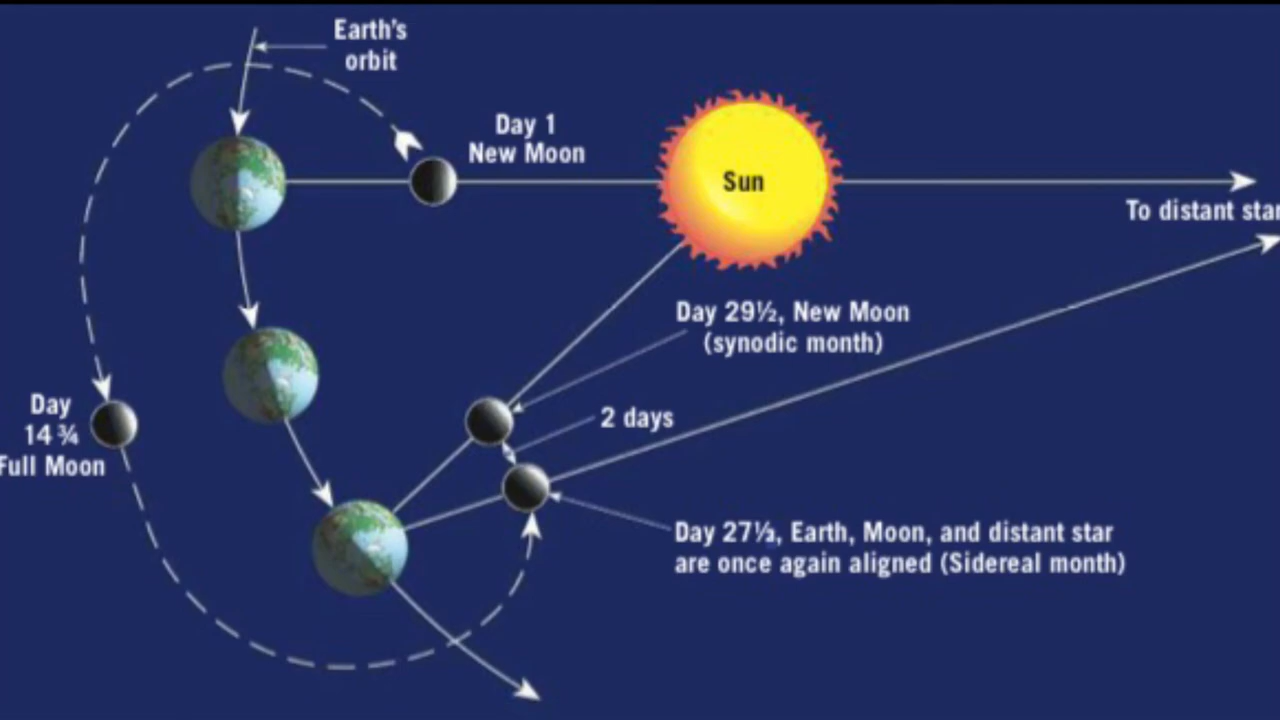 Earth's
orbit
Day 1
New Moon
Sun
To distant star
Day 29½, New Moon
(synodic month)
Day
14 ¾
Full Moon
2 days
Day 27⅓, Earth, Moon, and distant star
are once again aligned (Sidereal month)